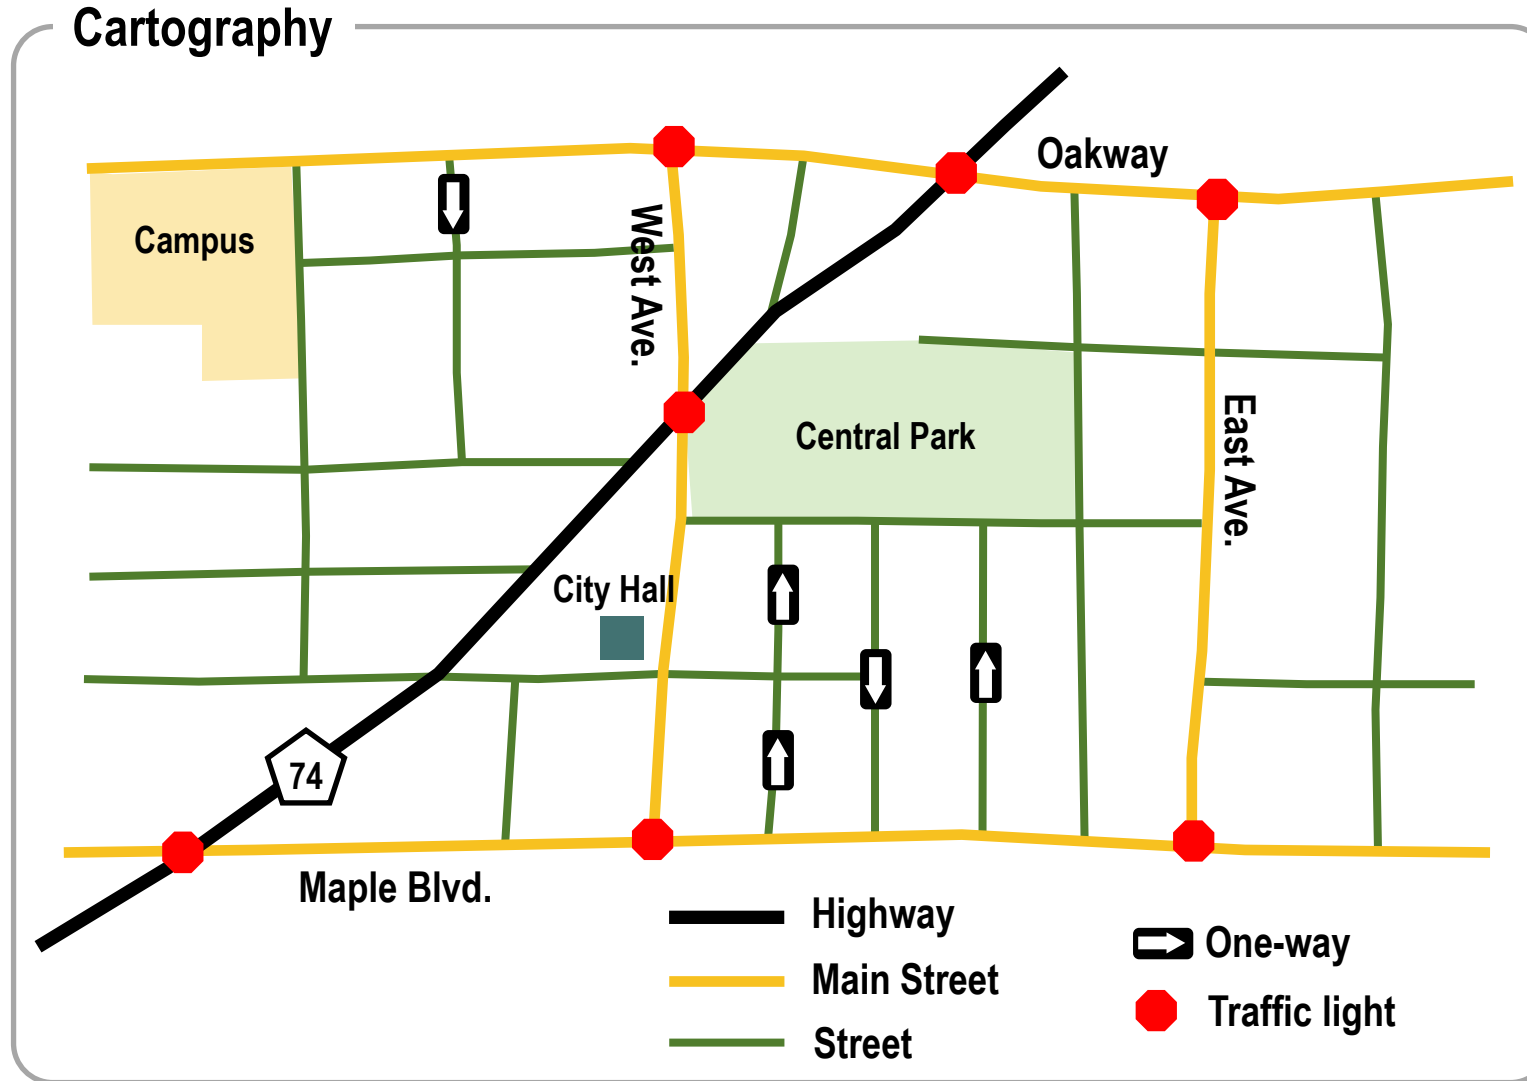 Cartography
Oakway
Campus
West Ave.
Central Park
East Ave.
City Hall
74
Maple Blvd.
Highway
One-way
Main Street
Traffic light
Street